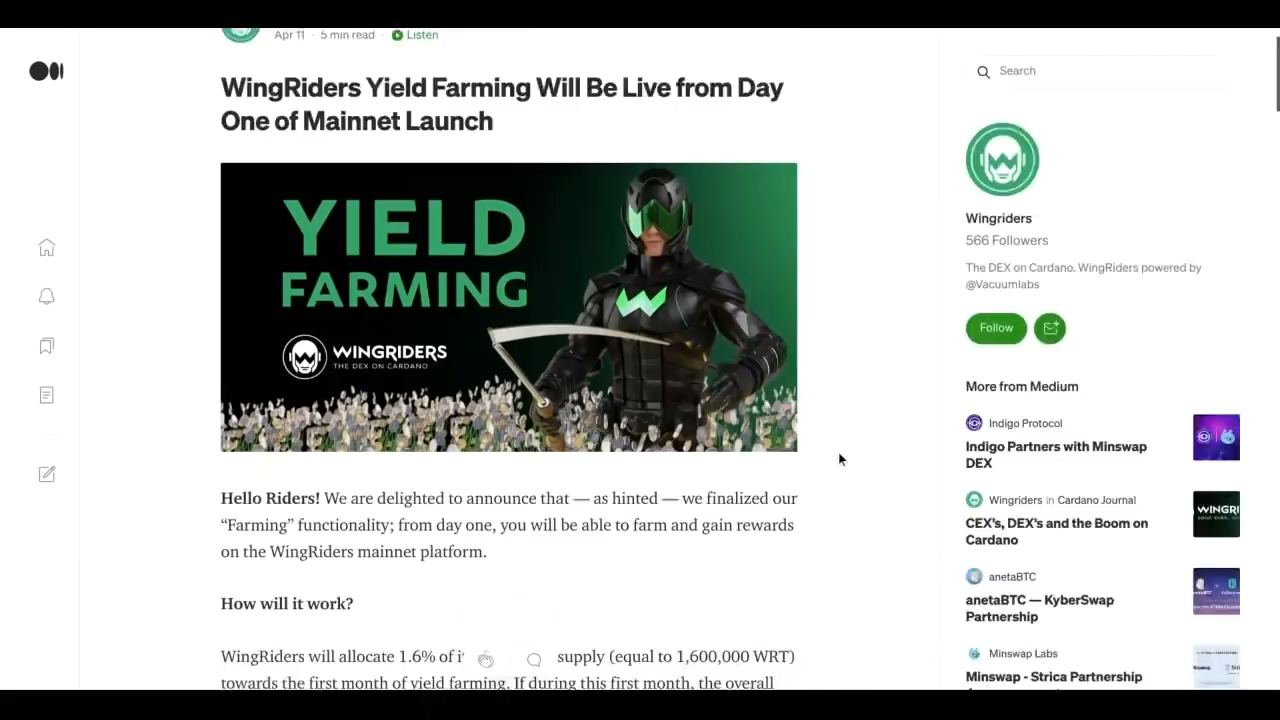 Apr 11 · 5 min read · Listen
WingRiders Yield Farming Will Be Live from Day
One of Mainnet Launch
YIELD
FARMING
WINGRIDERS
THE DEX ON CARDANO
Hello Riders! We are delighted to announce that — as hinted — we finalized our
“Farming” functionality; from day one, you will be able to farm and gain rewards
on the WingRiders mainnet platform.
How will it work?
WingRiders will allocate 1.6% of supply (equal to 1,600,000 WRT)
towards the first month of yield farming. If during this first month, the overall
Search
Wingriders
566 Followers
The DEX on Cardano. WingRiders powered by
@Vacuumlabs
Follow
More from Medium
Indigo Protocol
Indigo Partners with Minswap
DEX
Wingriders in Cardano Journal
CEX’s, DEX’s and the Boom on
Cardano
WINGRI
anetaBTC
anetaBTC — KyberSwap
Partnership
Minswap Labs
Minswap - Strica Partnership